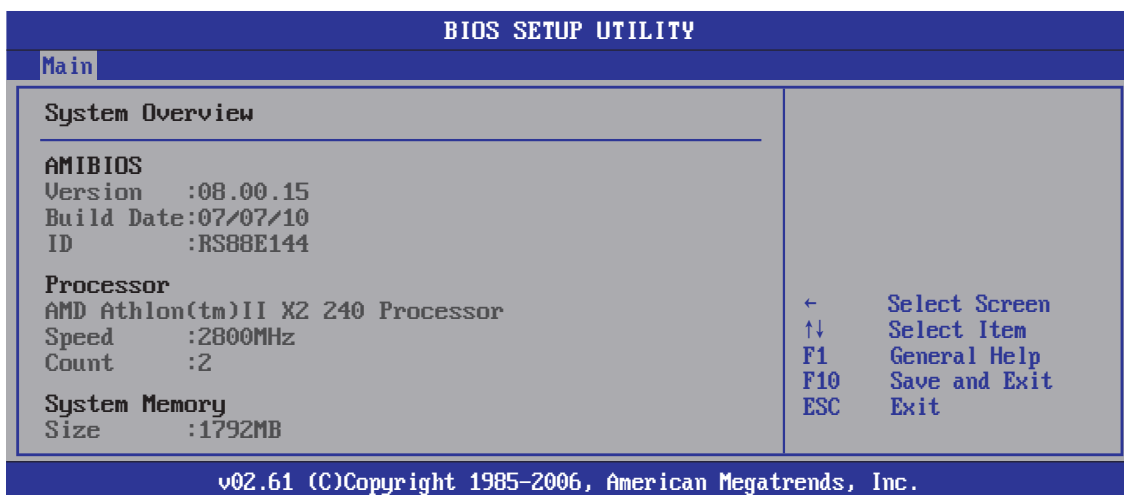 BIOS SETUP UTILITY
Main
System Overview
AMIBIOS
Version :08.00.15
Build Date:07/07/10
ID :RS88E144
Processor
AMD Athlon(tm)II X2 240 Processor
Speed :2800MHz
Count :2
System Memory
Size :1792MB
← Select Screen
↑↓ Select Item
F1 General Help
F10 Save and Exit
ESC Exit
v02.61 (C)Copyright 1985-2006, American Megatrends, Inc.